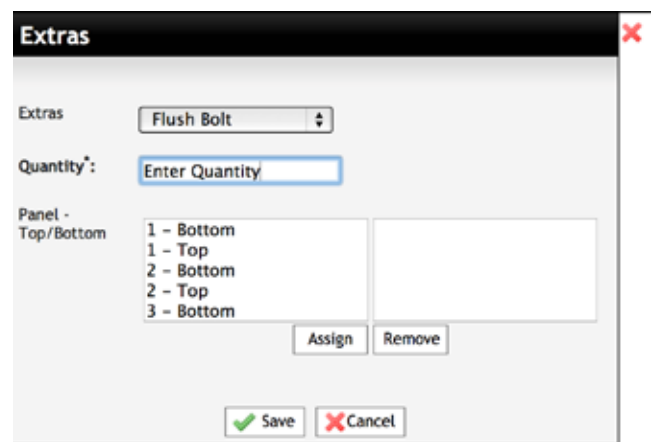 Extras
Extras
Flush Bolt
Quantity*:
Enter Quantity
Panel -
Top/Bottom
1 - Bottom
1 - Top
2 - Bottom
2 - Top
3 - Bottom
Assign
Remove
Save
Cancel